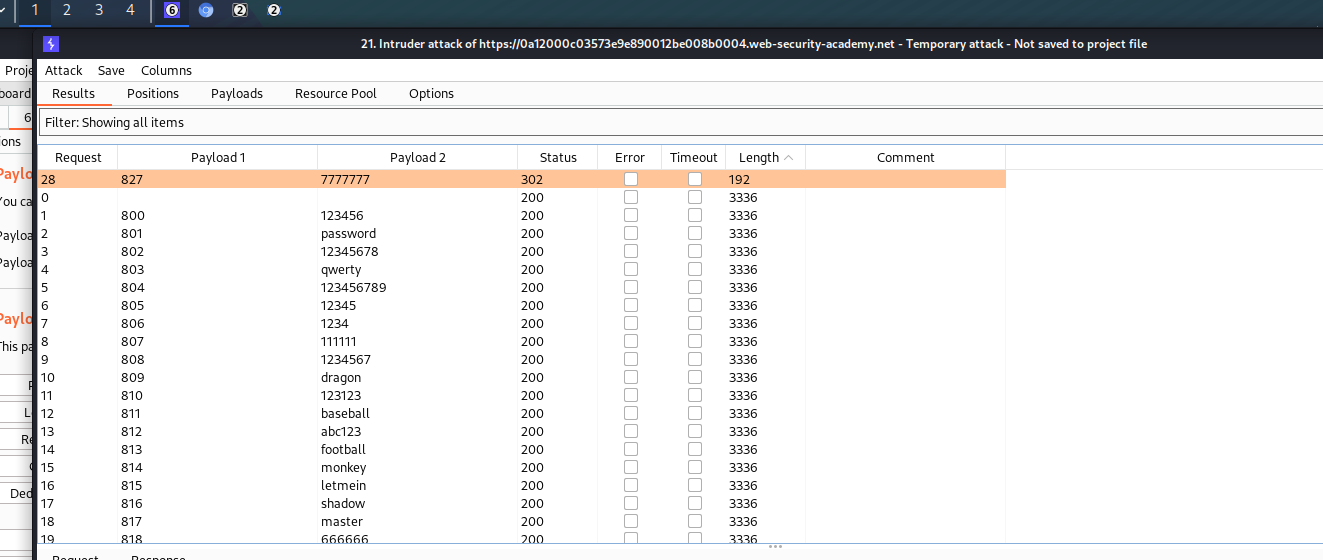 1 2 3 4 6 2 2
21. Intruder attack of https://0a12000c03573e9e890012be008b0004.web-security-academy.net - Temporary attack - Not saved to project file
Proje Attack Save Columns
board Results Positions Payloads Resource Pool Options
6
Filter: Showing all items
ions
Request Payload 1 Payload 2 Status Error Timeout Length Comment
Paylo
28 827 7777777 302 192
You ca
0 200 3336
1 800 123456 200 3336
2 801 password 200 3336
Payloa
3 802 12345678 200 3336
Payloa
4 803 qwerty 200 3336
5 804 123456789 200 3336
6 805 12345 200 3336
Paylo
7 806 1234 200 3336
8 807 111111 200 3336
This pa
9 808 1234567 200 3336
10 809 dragon 200 3336
P
11 810 123123 200 3336
12 811 baseball 200 3336
L
13 812 abc123 200 3336
Re
14 813 football 200 3336
15 814 monkey 200 3336
16 815 letmein 200 3336
Ded
17 816 shadow 200 3336
18 817 master 200 3336
19 818 666666 200 3336
Request Response